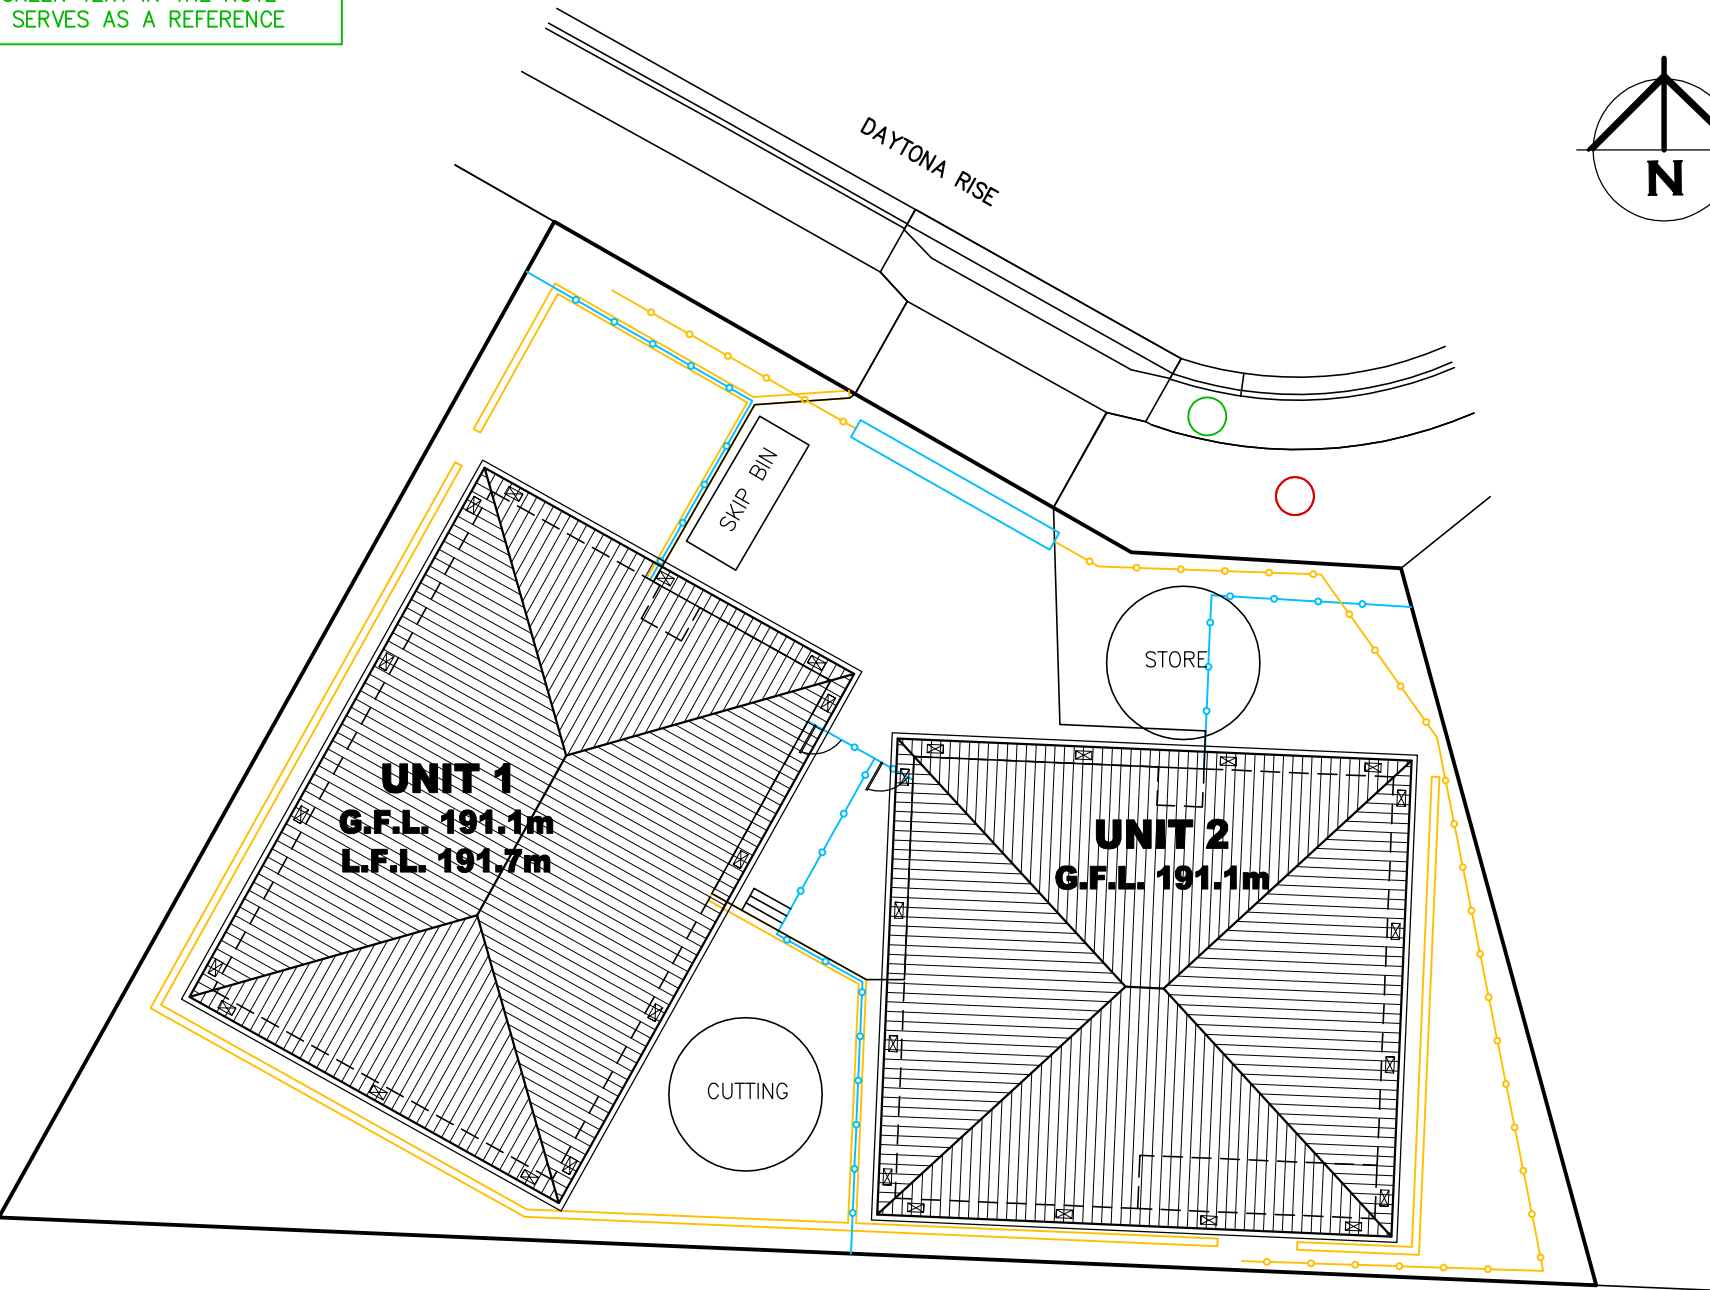 SERVES AS A REFERENCE
DAYTONA RISE
N
SKIP BIN
STORE
UNIT 1
G.F.L. 191.1m
L.F.L. 191.7m
UNIT 2
G.F.L. 191.1m
CUTTING